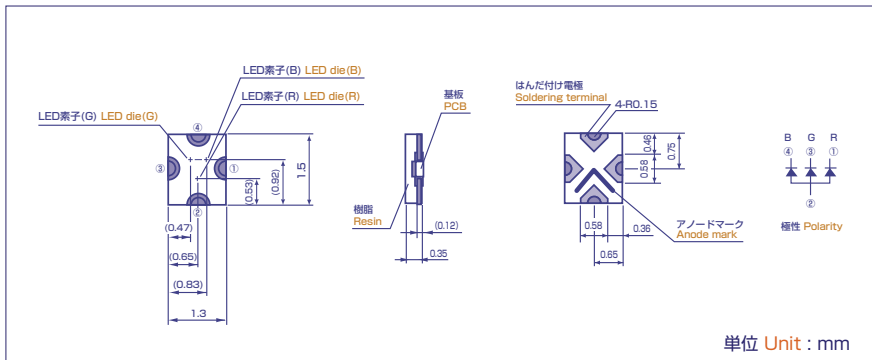 LED素子(B) LED die(B)
LED素子(R) LED die(R)
LED素子(G) LED die(G)
④
③
①
②
(0.53)
(0.92)
1.5
(0.47)
(0.65)
(0.83)
1.3
基板
PCB
樹脂
Resin
(0.12)
0.35
はんだ付け電極
Soldering terminal
4-R0.15
0.46
0.75
0.58
0.58
0.36
0.65
アノードマーク
Anode mark
B G R
④ ③ ①
②
極性 Polarity
単位 Unit : mm